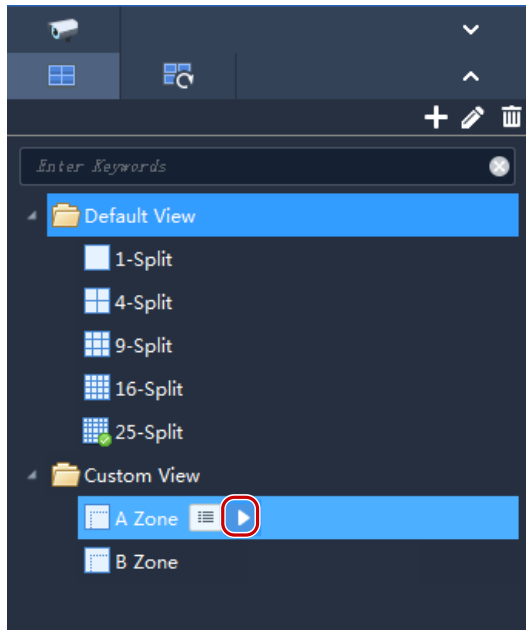 Enter Keywords
Default View
1-Split
4-Split
9-Split
16-Split
25-Split
Custom View
A Zone
B Zone